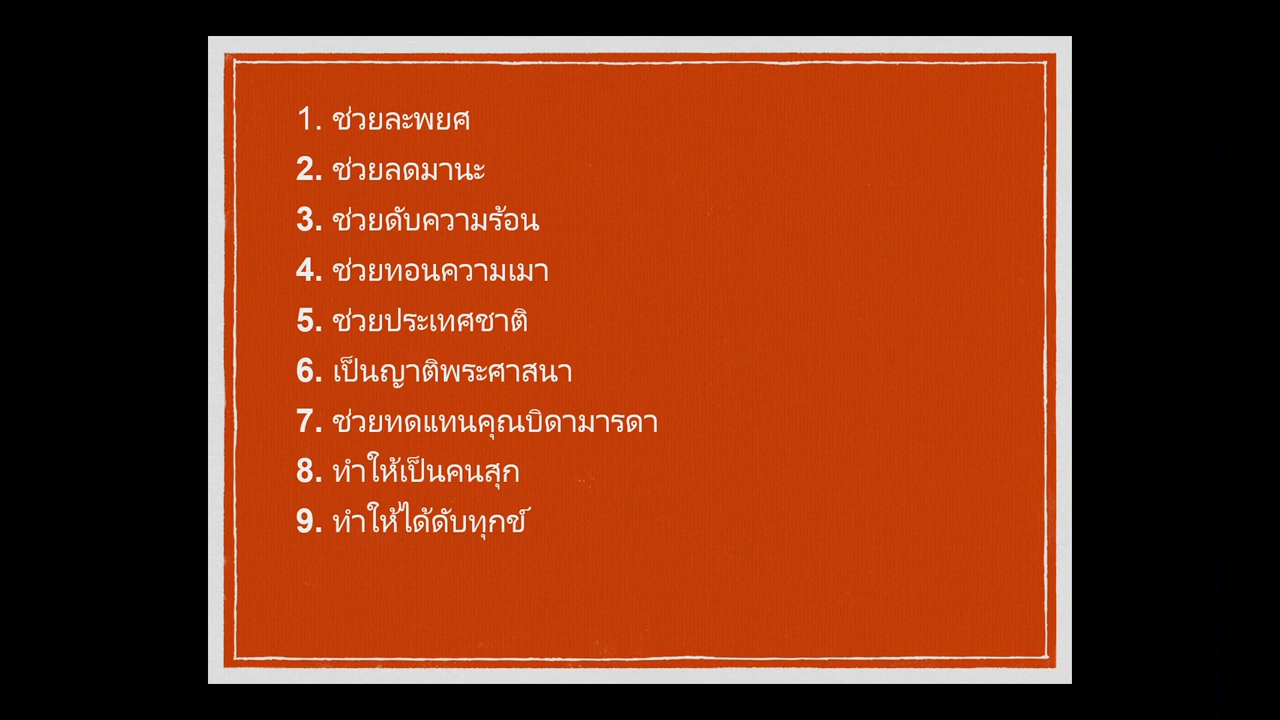 1. ช่วยละพยศ
2. ช่วยลดมานะ
3. ช่วยดับความร้อน
4. ช่วยทอนความเมา
5. ช่วยประเทศชาติ
6. เป็นญาติพระศาสนา
7. ช่วยทดแทนคุณบิดามารดา
8. ทำให้เป็นคนสุก
9. ทำให้ได้ดับทุกข์